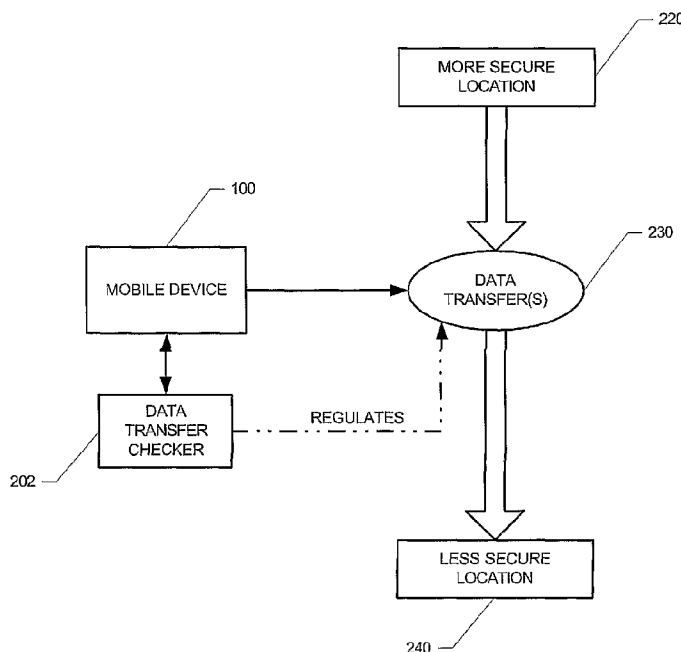 220
MORE SECURE
LOCATION
100
230
MOBILE DEVICE
DATA
TRANSFER(S)
DATA
TRANSFER
CHECKER
REGULATES
202
LESS SECURE
LOCATION
240